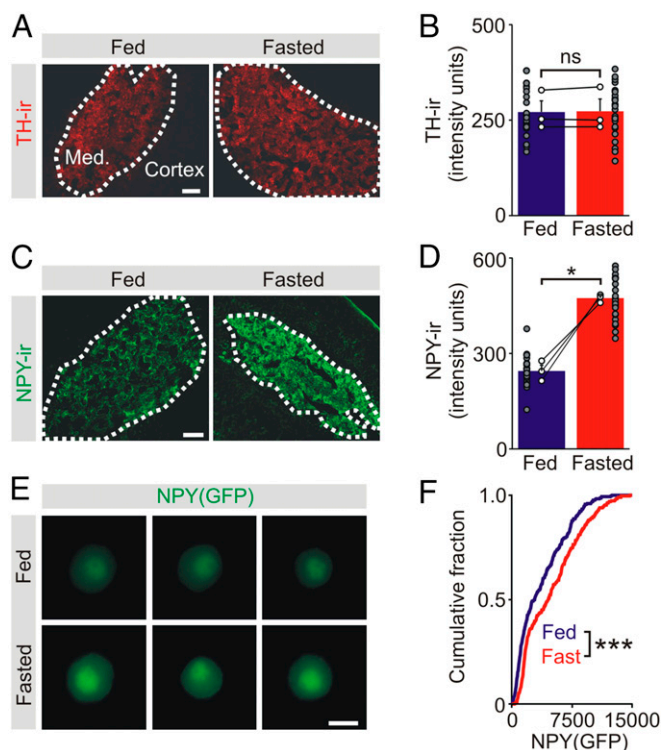 A
Fed
Fasted
TH-ir
Med.
Cortex
B
TH-ir
(intensity units)
500
250
0
ns
Fed
Fasted
C
Fed
Fasted
NPY-ir
D
NPY-ir
(intensity units)
600
300
0
*
Fed
Fasted
E
NPY(GFP)
Fed
Fasted
F
Cumulative fraction
1.0
0.5
Fed
Fast
***
0
7500
15000
NPY(GFP)